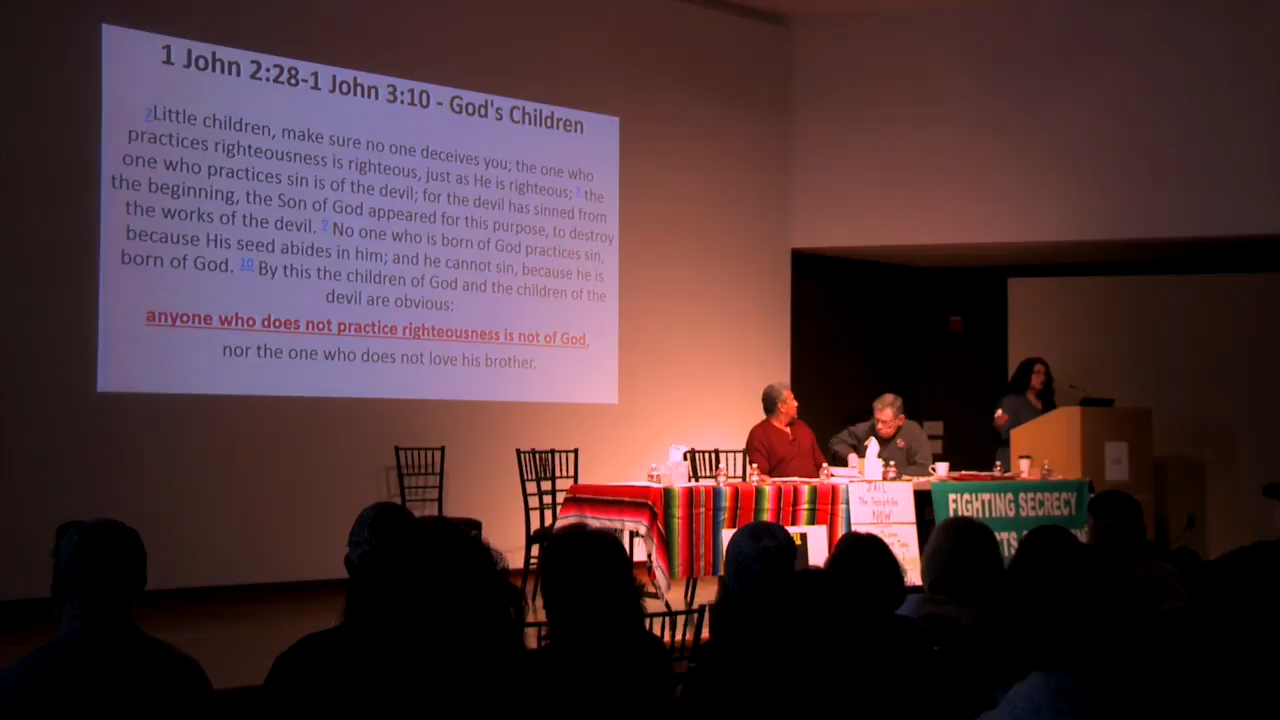 1 John 2:28-1 John 3:10 - God's Children
7Little children, make sure no one deceives you; the one who
practices righteousness is righteous, just as He is righteous; 8 the
one who practices sin is of the devil; for the devil has sinned from
the beginning, the Son of God appeared for this purpose, to destroy
the works of the devil. 9 No one who is born of God practices sin,
because His seed abides in him; and he cannot sin, because he is
born of God. 10 By this the children of God and the children of the
devil are obvious:
anyone who does not practice righteousness is not of God,
nor the one who does not love his brother.
JAIL
The
NOW
FIGHTING SECRECY